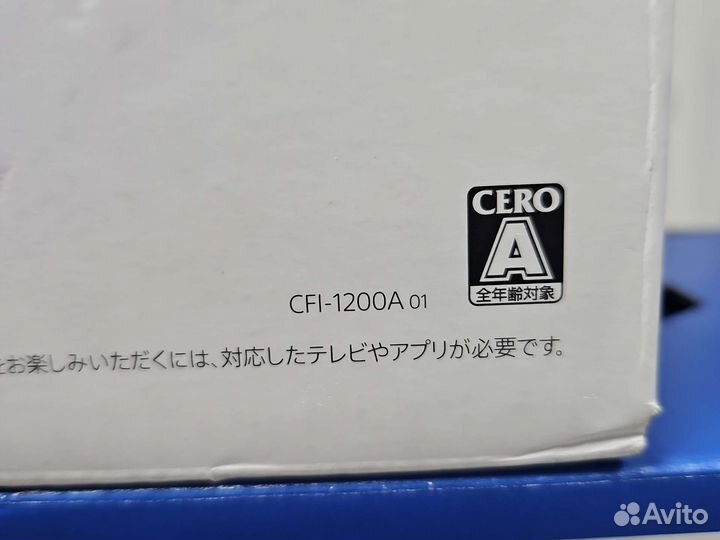 CERO
A
全年齢対象
CFI-1200A 01
をお楽しみいただくには、対応したテレビやアプリが必要です。
Avito